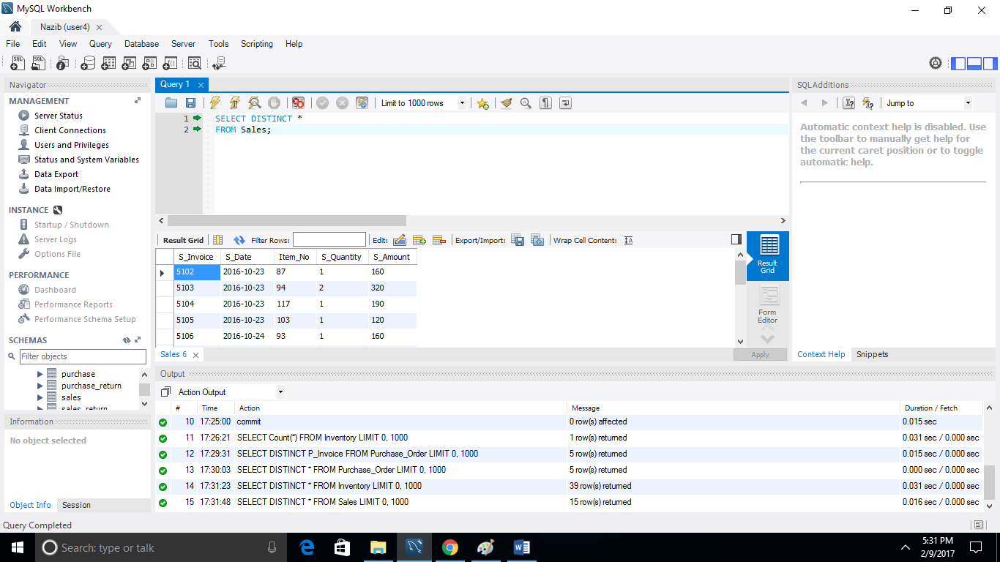 MySQL Workbench
Nazib (user4)
File Edit View Query Database Server Tools Scripting Help
Navigator
MANAGEMENT
Server Status
Client Connections
Users and Privileges
Status and System Variables
Data Export
Data Import/Restore
INSTANCE
Startup / Shutdown
Server Logs
Options File
PERFORMANCE
Dashboard
Performance Reports
Performance Schema Setup
SCHEMAS
Filter objects
purchase
purchase_return
sales
sales_return
Information
No object selected
Object Info Session
Query 1
Limit to 1000 rows
1 SELECT DISTINCT *
2 FROM Sales;
Result Grid Filter Rows: Edit: Export/Import: Wrap Cell Content:
S_Invoice S_Date Item_No S_Quantity S_Amount
5102 2016-10-23 87 1 160
5103 2016-10-23 94 2 320
5104 2016-10-23 117 1 190
5105 2016-10-23 103 1 120
5106 2016-10-24 93 1 160
Result
Grid
Form
Editor
Sales 6
Apply
SQLAdditions
Jump to
Automatic context help is disabled. Use
the toolbar to manually get help for
the current caret position or to toggle
automatic help.
Context Help Snippets
Output
Action Output
# Time Action Message Duration / Fetch
10 17:25:00 commit 0 row(s) affected 0.015 sec
11 17:26:21 SELECT Count(*) FROM Inventory LIMIT 0, 1000 1 row(s) returned 0.031 sec / 0.000 sec
12 17:29:31 SELECT DISTINCT P_Invoice FROM Purchase_Order LIMIT 0, 1000 5 row(s) returned 0.015 sec / 0.000 sec
13 17:30:03 SELECT DISTINCT * FROM Purchase_Order LIMIT 0, 1000 5 row(s) returned 0.000 sec / 0.000 sec
14 17:31:23 SELECT DISTINCT * FROM Inventory LIMIT 0, 1000 39 row(s) returned 0.031 sec / 0.000 sec
15 17:31:48 SELECT DISTINCT * FROM Sales LIMIT 0, 1000 15 row(s) returned 0.016 sec / 0.000 sec
Query Completed
Search: type or talk
5:31 PM
2/9/2017